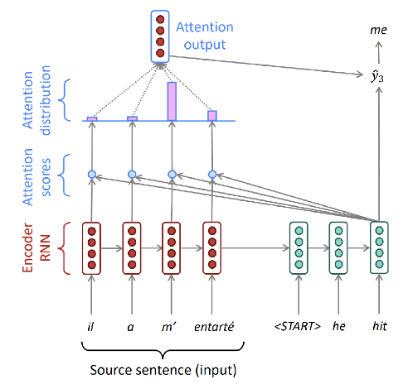 Attention
output
me
ŷ₃
Attention
distribution
Attention
scores
Encoder
RNN
il a m' entarté <START> he hit
Source sentence (input)